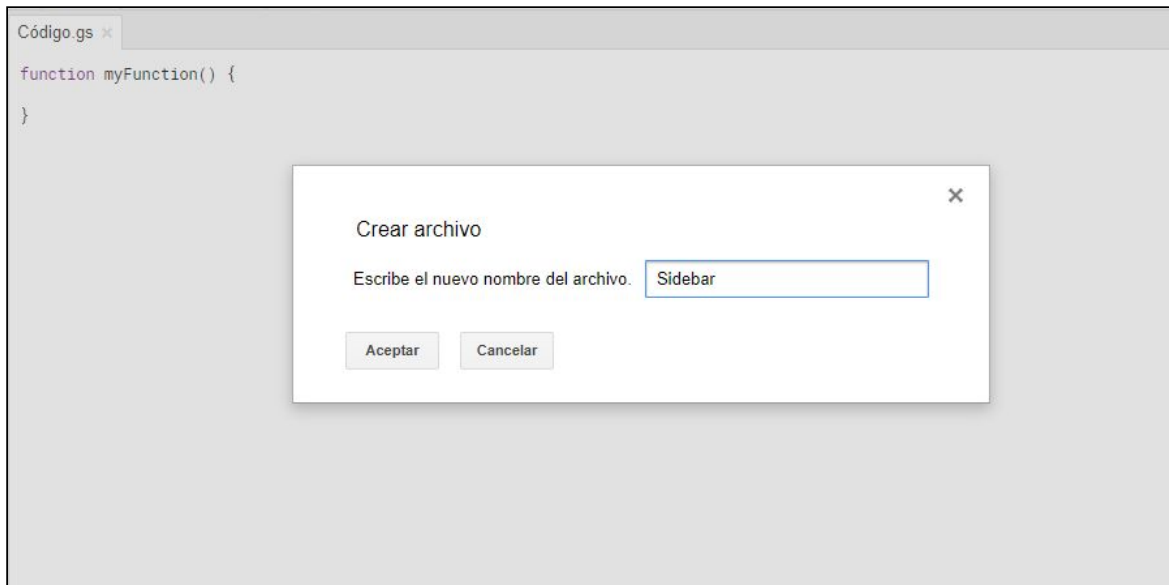 Código.gs ×
function myFunction() {
}
Crear archivo
Escribe el nuevo nombre del archivo. Sidebar
Aceptar Cancelar